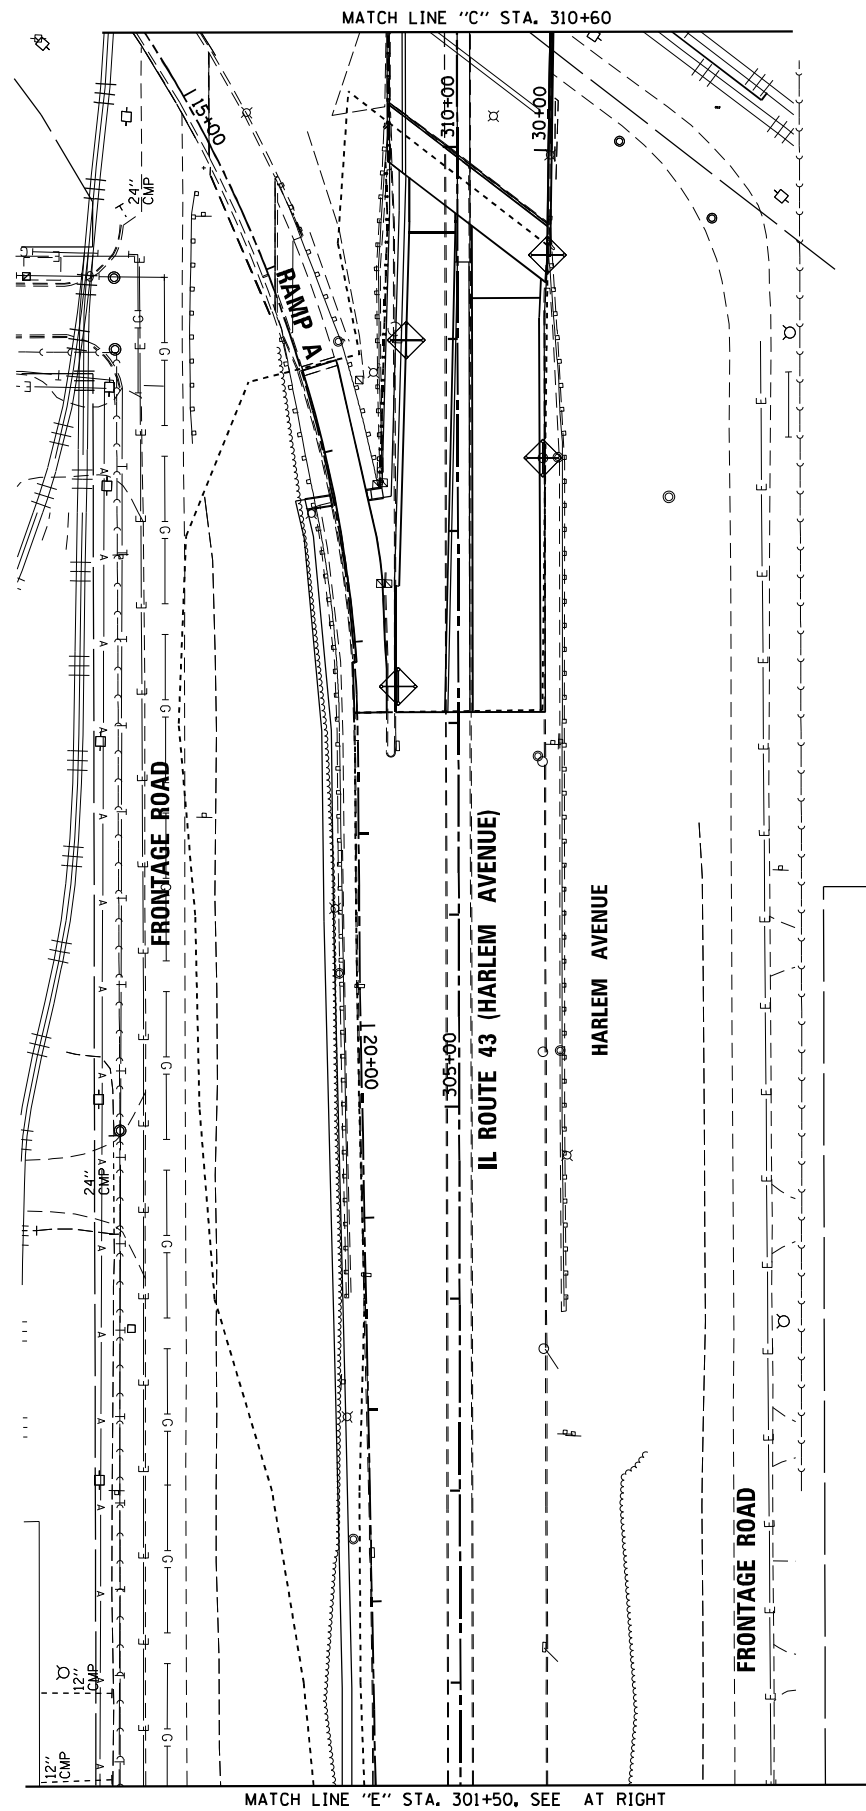 MATCH LINE "C" STA. 310+60
15+00
310+00
30+00
24"
CMP
RAMP A
FRONTAGE ROAD
IL ROUTE 43 (HARLEM AVENUE)
HARLEM AVENUE
20+00
305+00
24"
CMP
FRONTAGE ROAD
12"
CMP
12"
CMP
MATCH LINE "E" STA. 301+50, SEE AT RIGHT